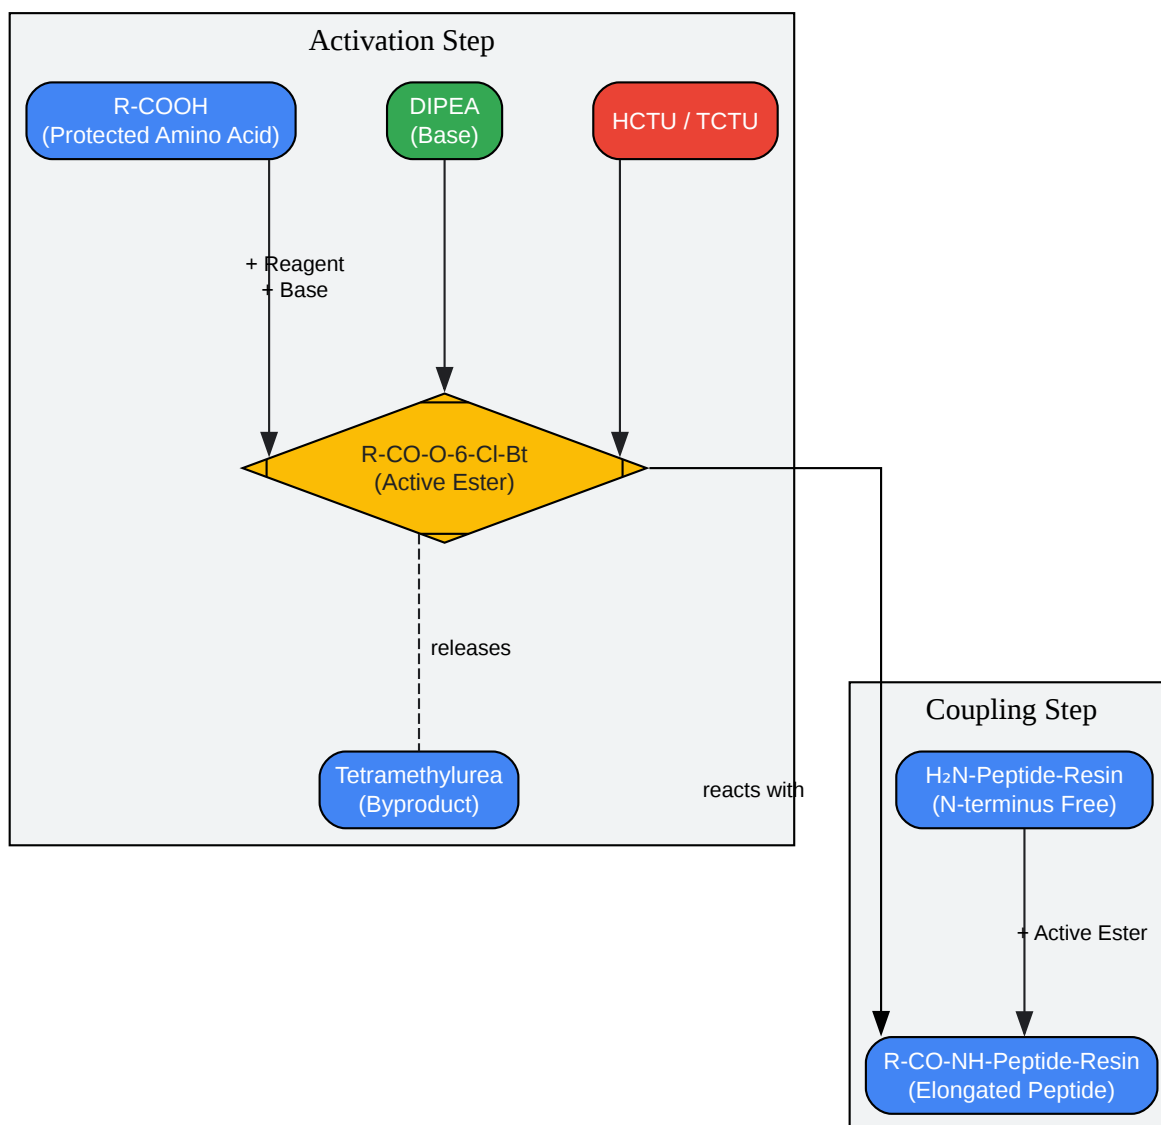 Activation Step
R-COOH
(Protected Amino Acid)
DIPEA
(Base)
HCTU / TCTU
+ Reagent
+ Base
R-CO-O-6-Cl-Bt
(Active Ester)
releases
Tetramethylurea
(Byproduct)
reacts with
Coupling Step
H₂N-Peptide-Resin
(N-terminus Free)
+ Active Ester
R-CO-NH-Peptide-Resin
(Elongated Peptide)